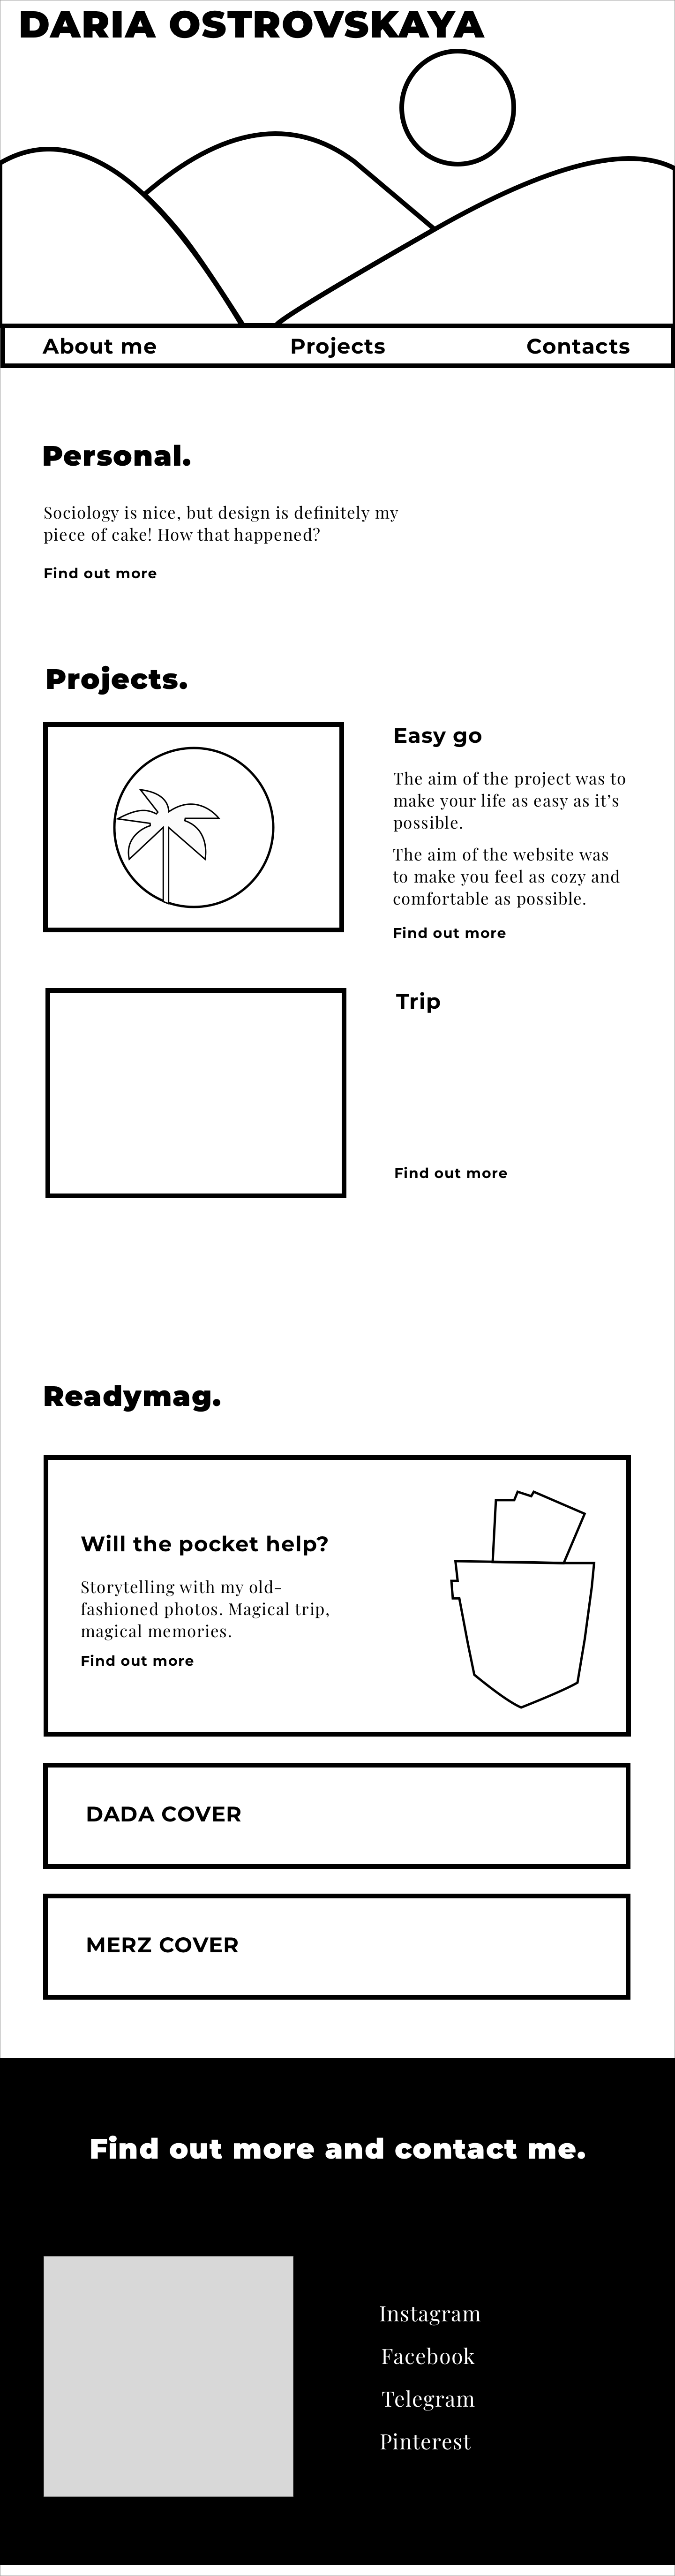 DARIA OSTROVSKAYA
About me
Projects
Contacts
Personal.
Sociology is nice, but design is definitely my
piece of cake! How that happened?
Find out more
Projects.
Easy go
The aim of the project was to
make your life as easy as it’s
possible.
The aim of the website was
to make you feel as cozy and
comfortable as possible.
Find out more
Trip
Find out more
Readymag.
Will the pocket help?
Storytelling with my old-
fashioned photos. Magical trip,
magical memories.
Find out more
DADA COVER
MERZ COVER
Find out more and contact me.
Instagram
Facebook
Telegram
Pinterest